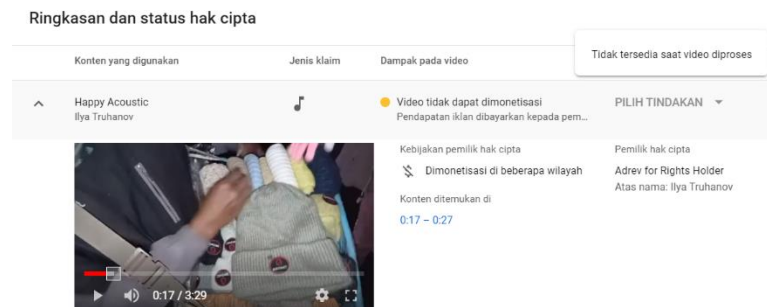 Ringkasan dan status hak cipta
Konten yang digunakan
Jenis klaim
Dampak pada video
Tidak tersedia saat video diproses
Happy Acoustic
Ilya Truhanov
Video tidak dapat dimonetisasi
Pendapatan iklan dibayarkan kepada pem...
PILIH TINDAKAN
Kebijakan pemilik hak cipta
Dimonetisasi di beberapa wilayah
Konten ditemukan di
0:17 – 0:27
Pemilik hak cipta
Adrev for Rights Holder
Atas nama: Ilya Truhanov
0:17 / 3:29